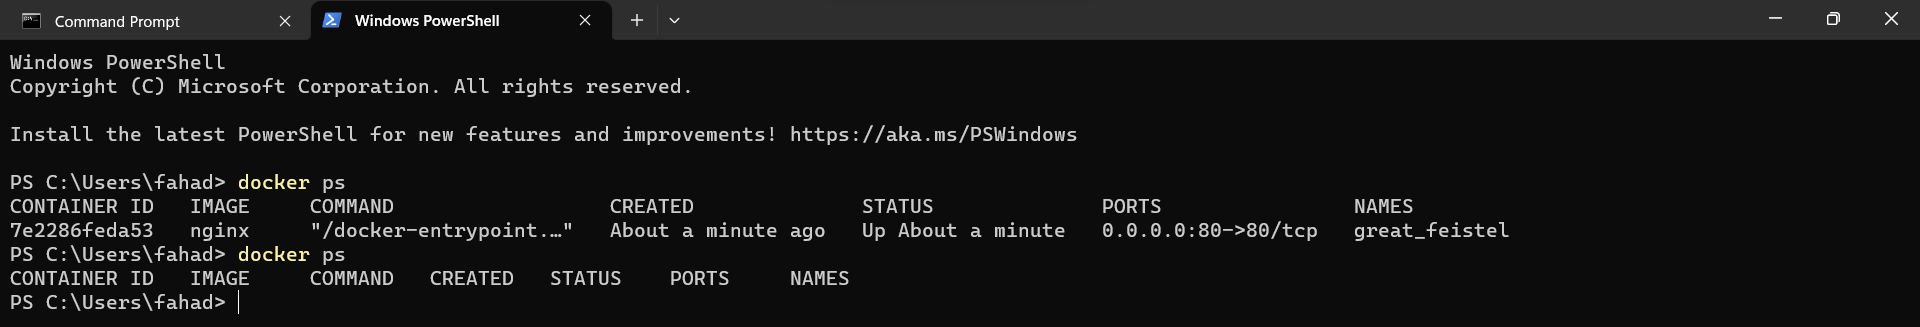 Command Prompt
Windows PowerShell
Windows PowerShell
Copyright (C) Microsoft Corporation. All rights reserved.
Install the latest PowerShell for new features and improvements! https://aka.ms/PSWindows
PS C:\Users\fahad> docker ps
CONTAINER ID   IMAGE     COMMAND                  CREATED              STATUS              PORTS                NAMES
7e2286feda53   nginx     "/docker-entrypoint.…"   About a minute ago   Up About a minute   0.0.0.0:80->80/tcp   great_feistel
PS C:\Users\fahad> docker ps
CONTAINER ID   IMAGE     COMMAND   CREATED   STATUS    PORTS     NAMES
PS C:\Users\fahad>